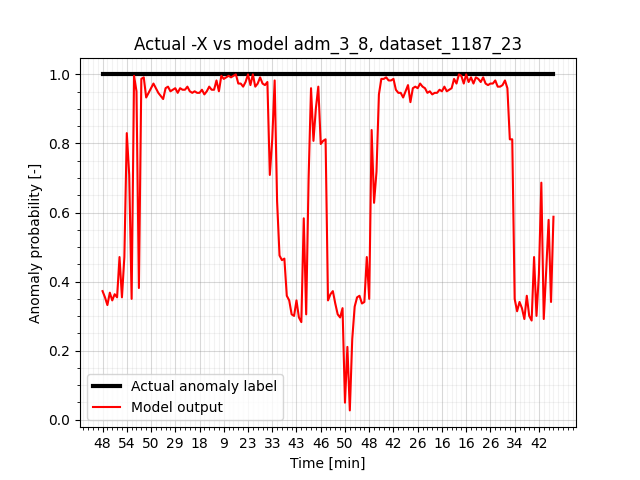 Actual -X vs model adm_3_8, dataset_1187_23
Anomaly probability [-]
1.0
0.8
0.6
0.4
0.2
0.0
Actual anomaly label
Model output
48 54 50 29 18 9 23 33 43 46 50 48 42 26 16 16 26 34 42
Time [min]